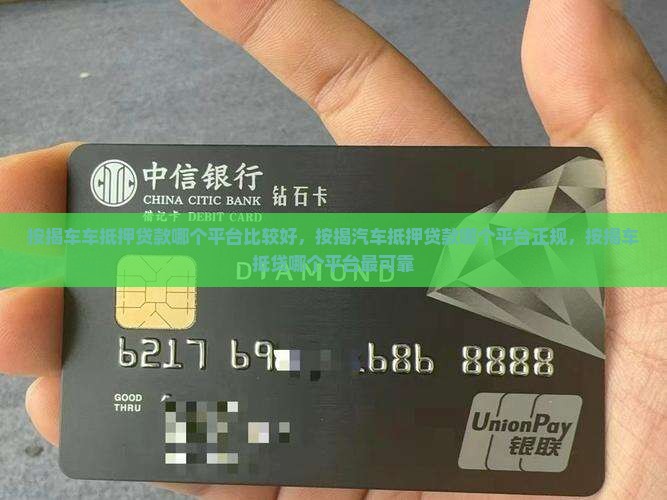 CITIC 中信银行
CHINA CITIC BANK 钻石卡
借记卡 DEBIT CARD
按揭车车抵押贷款哪个平台比较好，按揭汽车抵押贷款哪个平台正规，按揭车
抵贷哪个平台最可靠
DIAMOND
6217 69 686 8888
GOOD
THRU
UnionPay
银联